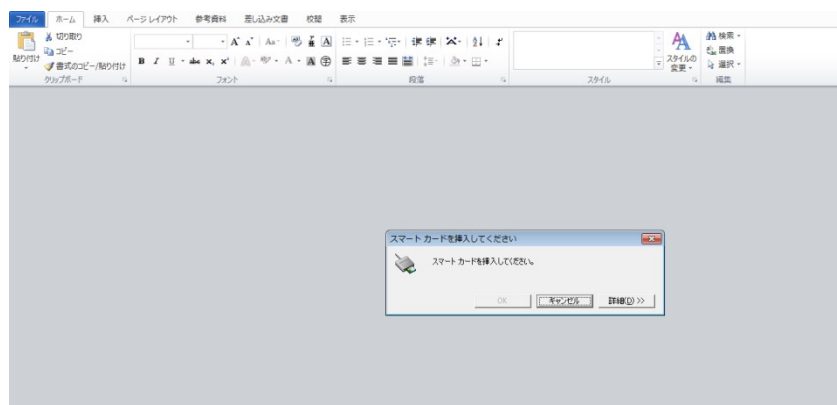 ファイル ホーム 挿入 ページ レイアウト 参考資料 差し込み文書 校閲 表示
切り取り
コピー
書式のコピー/貼り付け
貼り付け
クリップボード
B I U abc x₂ x² A
Aa A
フォント
段落
スタイル
スタイルの
変更
検索
置換
選択
編集
スマート カードを挿入してください
スマート カードを挿入してください。
OK キャンセル 詳細(D) >>